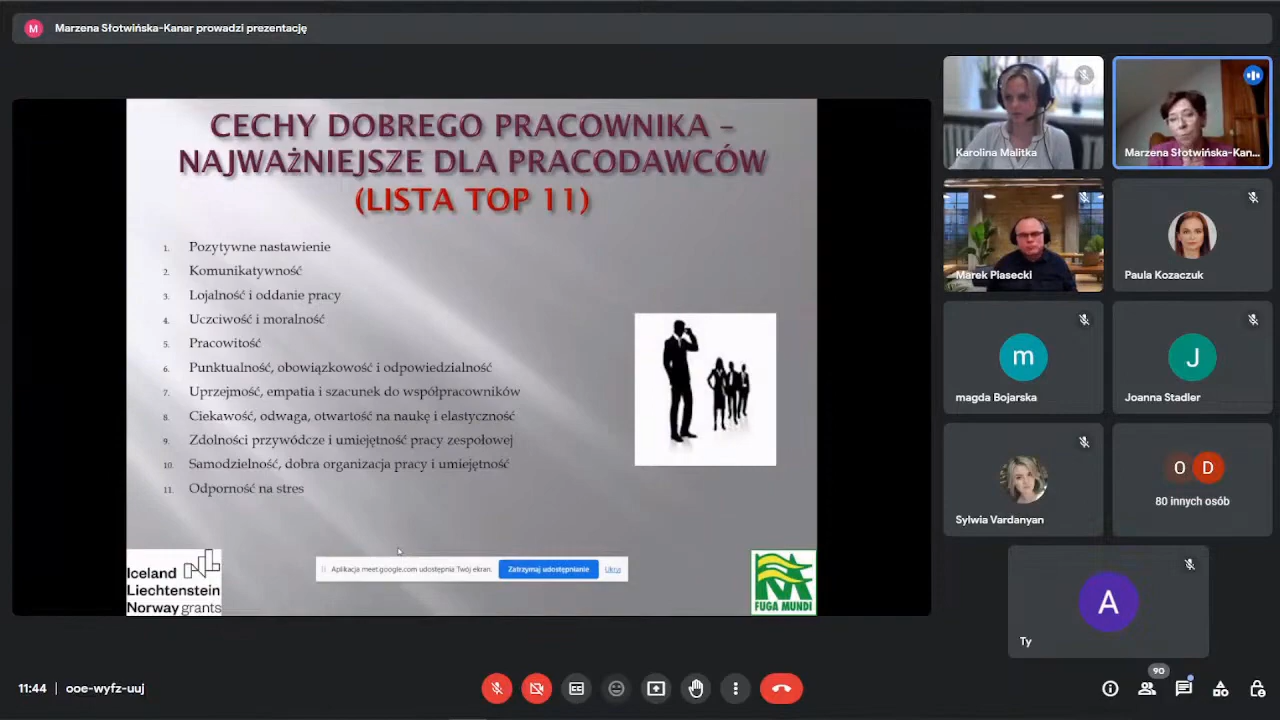 M
Marzena Słotwińska-Kanar prowadzi prezentację
CECHY DOBREGO PRACOWNIKA –
NAJWAŻNIEJSZE DLA PRACODAWCÓW
(LISTA TOP 11)
1. Pozytywne nastawienie
2. Komunikatywność
3. Lojalność i oddanie pracy
4. Uczciwość i moralność
5. Pracowitość
6. Punktualność, obowiązkowość i odpowiedzialność
7. Uprzejmość, empatia i szacunek do współpracowników
8. Ciekawość, odwaga, otwartość na naukę i elastyczność
9. Zdolności przywódcze i umiejętność pracy zespołowej
10. Samodzielność, dobra organizacja pracy i umiejętność
11. Odporność na stres
Iceland
Liechtenstein
Norway grants
Aplikacja meet.google.com udostępnia Twój ekran.
Zatrzymaj udostępnianie
Ukryj
FUGA MUNDI
Karolina Malitka
Marzena Słotwińska-Kan...
Marek Piasecki
Paula Kozaczuk
m
magda Bojarska
J
Joanna Stadler
Sylwia Vardanyan
O D
80 innych osób
A
Ty
11:44 | ooe-wyfz-uuj
90